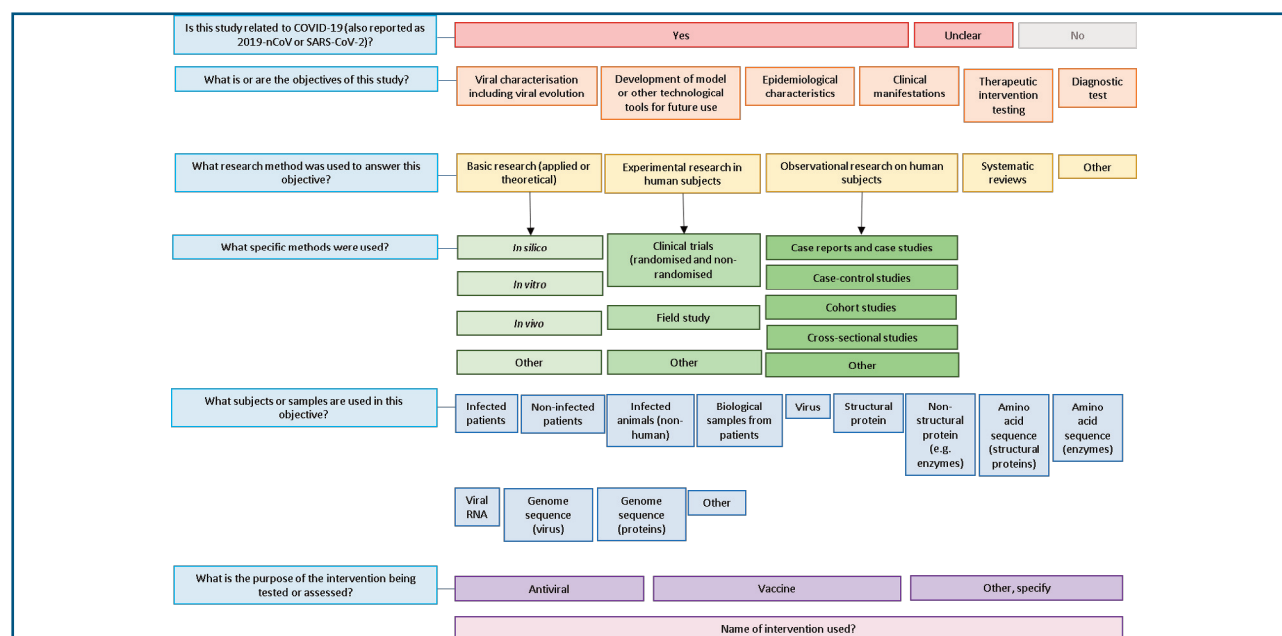 Is this study related to COVID-19 (also reported as
2019-nCoV or SARS-CoV-2)?
Yes
Unclear
No
What is or are the objectives of this study?
Viral characterisation
including viral evolution
Development of model
or other technological
tools for future use
Epidemiological
characteristics
Clinical
manifestations
Therapeutic
intervention
testing
Diagnostic
test
What research method was used to answer this
objective?
Basic research (applied or
theoretical)
Experimental research in
human subjects
Observational research on human
subjects
Systematic
reviews
Other
What specific methods were used?
In silico
In vitro
In vivo
Other
Clinical trials
(randomised and non-
randomised
Field study
Other
Case reports and case studies
Case-control studies
Cohort studies
Cross-sectional studies
Other
What subjects or samples are used in this
objective?
Infected
patients
Non-infected
patients
Infected
animals (non-
human)
Biological
samples from
patients
Virus
Structural
protein
Non-
structural
protein
(e.g.
enzymes)
Amino
acid
sequence
(structural
proteins)
Amino
acid
sequence
(enzymes)
Viral
RNA
Genome
sequence
(virus)
Genome
sequence
(proteins)
Other
What is the purpose of the intervention being
tested or assessed?
Antiviral
Vaccine
Other, specify
Name of intervention used?